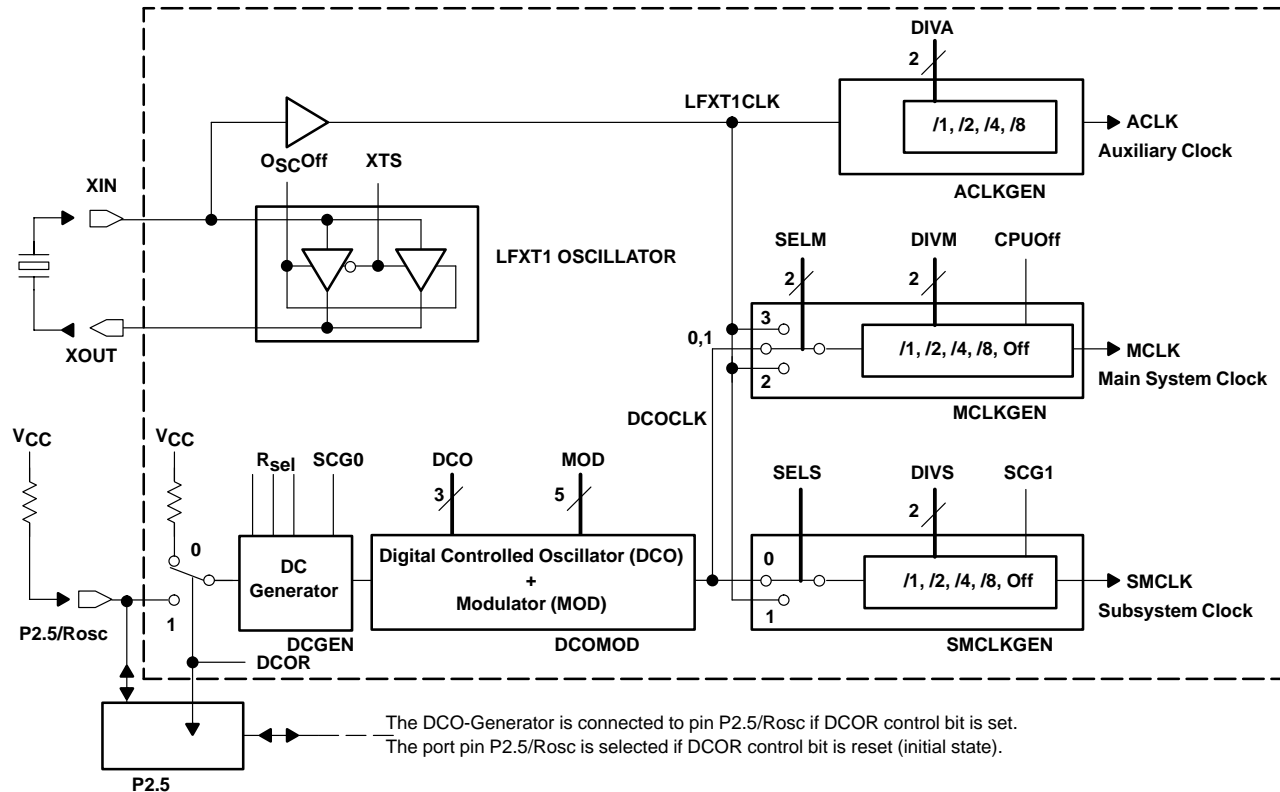 DIVA
2
LFXT1CLK
/1, /2, /4, /8
ACLK
Auxiliary Clock
ACLKGEN
OSCOff
XTS
XIN
LFXT1 OSCILLATOR
XOUT
SELM
DIVM
CPUOff
2
2
3
0,1
2
/1, /2, /4, /8, Off
MCLK
Main System Clock
MCLKGEN
DCOCLK
VCC
VCC
Rsel
SCG0
DCO
MOD
3
5
SELS
DIVS
SCG1
2
0
1
P2.5/Rosc
DC
Generator
DCGEN
Digital Controlled Oscillator (DCO)
+
Modulator (MOD)
DCOMOD
0
1
/1, /2, /4, /8, Off
SMCLK
Subsystem Clock
SMCLKGEN
DCOR
P2.5
The DCO-Generator is connected to pin P2.5/Rosc if DCOR control bit is set.
The port pin P2.5/Rosc is selected if DCOR control bit is reset (initial state).